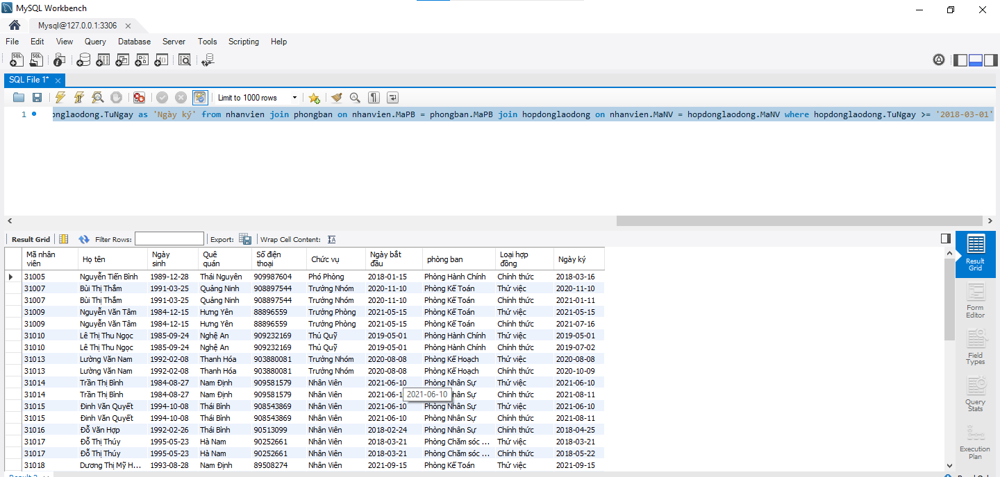 MySQL Workbench
Mysql@127.0.0.1:3306
File Edit View Query Database Server Tools Scripting Help
SQL File 1*
Limit to 1000 rows
1 onglaodong.TuNgay as 'Ngày ký' from nhanvien join phongban on nhanvien.MaPB = phongban.MaPB join hopdonglaodong on nhanvien.MaNV = hopdonglaodong.MaNV where hopdonglaodong.TuNgay >= '2018-03-01'
Result Grid Filter Rows: Export: Wrap Cell Content:
Mã nhân viên Họ tên Ngày sinh Quê quán Số điện thoại Chức vụ Ngày bắt đầu phòng ban Loại hợp đồng Ngày ký
31005 Nguyễn Tiến Bình 1989-12-28 Thái Nguyên 909987604 Phó Phòng 2018-01-15 Phòng Hành Chính Chính thức 2018-03-16
31007 Bùi Thị Thắm 1991-03-25 Quảng Ninh 908897544 Trưởng Nhóm 2020-11-10 Phòng Kế Toán Thử việc 2020-11-10
31007 Bùi Thị Thắm 1991-03-25 Quảng Ninh 908897544 Trưởng Nhóm 2020-11-10 Phòng Kế Toán Chính thức 2021-01-11
31009 Nguyễn Văn Tâm 1984-12-15 Hưng Yên 88896559 Trưởng Phòng 2021-05-15 Phòng Kế Toán Thử việc 2021-05-15
31009 Nguyễn Văn Tâm 1984-12-15 Hưng Yên 88896559 Trưởng Phòng 2021-05-15 Phòng Kế Toán Chính thức 2021-07-16
31010 Lê Thị Thu Ngọc 1985-09-24 Nghệ An 909232169 Thủ Quỹ 2019-05-01 Phòng Hành Chính Thử việc 2019-05-01
31010 Lê Thị Thu Ngọc 1985-09-24 Nghệ An 909232169 Thủ Quỹ 2019-05-01 Phòng Hành Chính Chính thức 2019-07-02
31013 Lường Văn Nam 1992-02-08 Thanh Hóa 903880081 Trưởng Nhóm 2020-08-08 Phòng Kế Hoạch Thử việc 2020-08-08
31013 Lường Văn Nam 1992-02-08 Thanh Hóa 903880081 Trưởng Nhóm 2020-08-08 Phòng Kế Hoạch Chính thức 2020-10-09
31014 Trần Thị Bình 1984-08-27 Nam Định 909581579 Nhân Viên 2021-06-10 Phòng Nhân Sự Thử việc 2021-06-10
31014 Trần Thị Bình 1984-08-27 Nam Định 909581579 Nhân Viên 2021-06-1 2021-06-10 hân Sự Chính thức 2021-08-11
31015 Đinh Văn Quyết 1994-10-08 Thái Bình 908543869 Nhân Viên 2021-06-10 Phòng Nhân Sự Thử việc 2021-06-10
31015 Đinh Văn Quyết 1994-10-08 Thái Bình 908543869 Nhân Viên 2021-06-10 Phòng Nhân Sự Chính thức 2021-08-11
31016 Đỗ Văn Hợp 1992-02-26 Thái Bình 90513099 Nhân Viên 2018-02-24 Phòng Nhân Sự Chính thức 2018-04-25
31017 Đỗ Thị Thúy 1995-05-23 Hà Nam 90252661 Nhân Viên 2018-03-21 Phòng Chăm sóc ... Thử việc 2018-03-21
31017 Đỗ Thị Thúy 1995-05-23 Hà Nam 90252661 Nhân Viên 2018-03-21 Phòng Chăm sóc ... Chính thức 2018-05-22
31018 Dương Thị Mỹ H... 1993-08-28 Nam Định 89508274 Nhân Viên 2021-09-15 Phòng Kế Toán Thử việc 2021-09-15
Result Grid
Form Editor
Field Types
Query Stats
Execution Plan